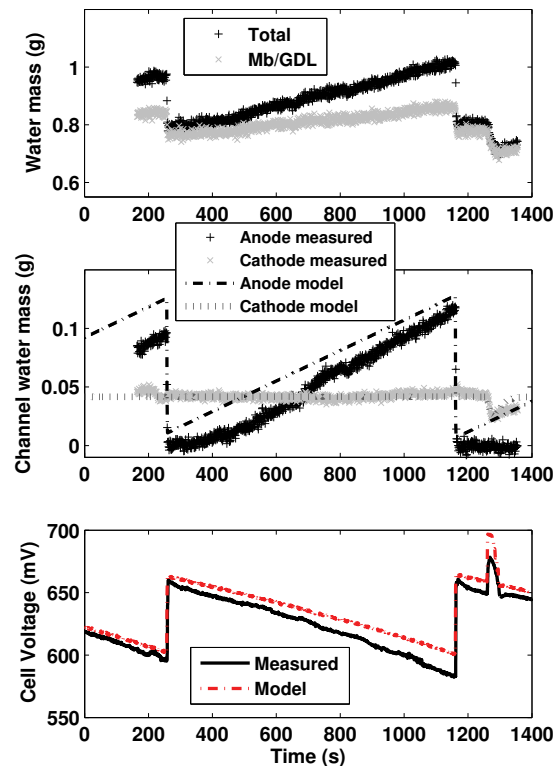 Total
Mb/GDL
Water mass (g)
1
0.8
0.6
0 200 400 600 800 1000 1200 1400
Anode measured
Cathode measured
Anode model
Cathode model
Channel water mass (g)
0.1
0.05
0
0 200 400 600 800 1000 1200 1400
Cell Voltage (mV)
700
650
600
550
Measured
Model
0 200 400 600 800 1000 1200 1400
Time (s)